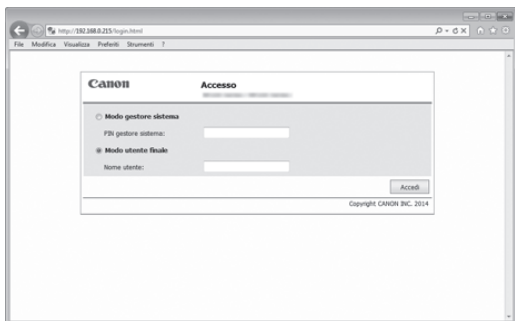 http://192.168.0.215/login.html
File Modifica Visualizza Preferiti Strumenti ?
Canon
Accesso
Modo gestore sistema
PIN gestore sistema:
Modo utente finale
Nome utente:
Accedi
Copyright CANON INC. 2014